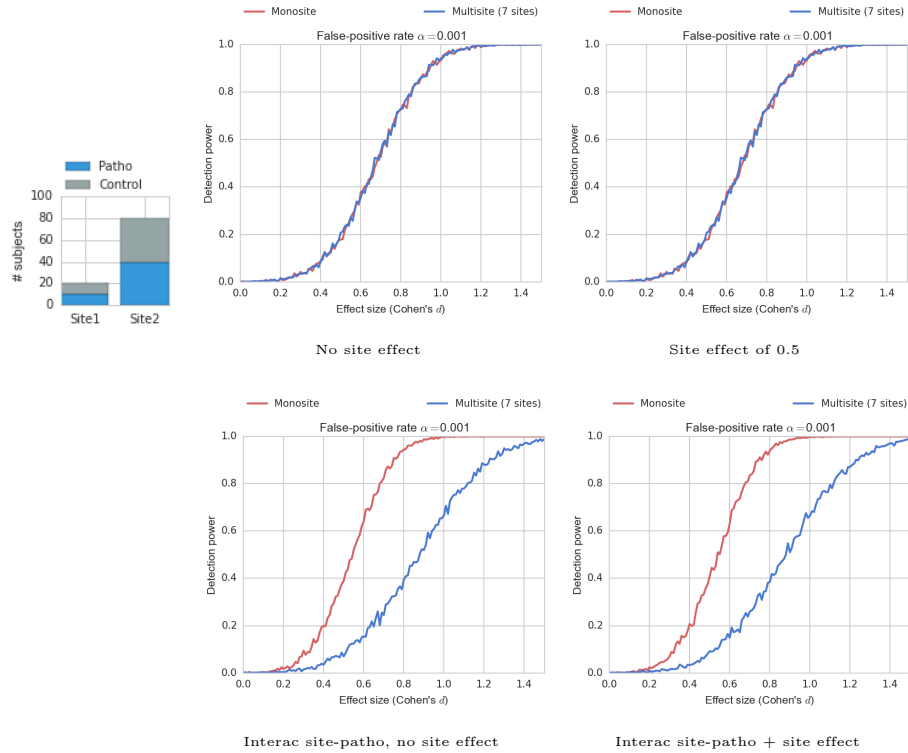 Monosite
Multisite (7 sites)
False-positive rate α=0.001
1.0
0.8
0.6
0.4
0.2
0.0
Detection power
0.0 0.2 0.4 0.6 0.8 1.0 1.2 1.4
Effect size (Cohen's d)
No site effect
Monosite
Multisite (7 sites)
False-positive rate α=0.001
1.0
0.8
0.6
0.4
0.2
0.0
Detection power
0.0 0.2 0.4 0.6 0.8 1.0 1.2 1.4
Effect size (Cohen's d)
Site effect of 0.5
Patho
Control
100
80
60
40
20
0
# subjects
Site1 Site2
Monosite
Multisite (7 sites)
False-positive rate α=0.001
1.0
0.8
0.6
0.4
0.2
0.0
Detection power
0.0 0.2 0.4 0.6 0.8 1.0 1.2 1.4
Effect size (Cohen's d)
Interac site-patho, no site effect
Monosite
Multisite (7 sites)
False-positive rate α=0.001
1.0
0.8
0.6
0.4
0.2
0.0
Detection power
0.0 0.2 0.4 0.6 0.8 1.0 1.2 1.4
Effect size (Cohen's d)
Interac site-patho + site effect